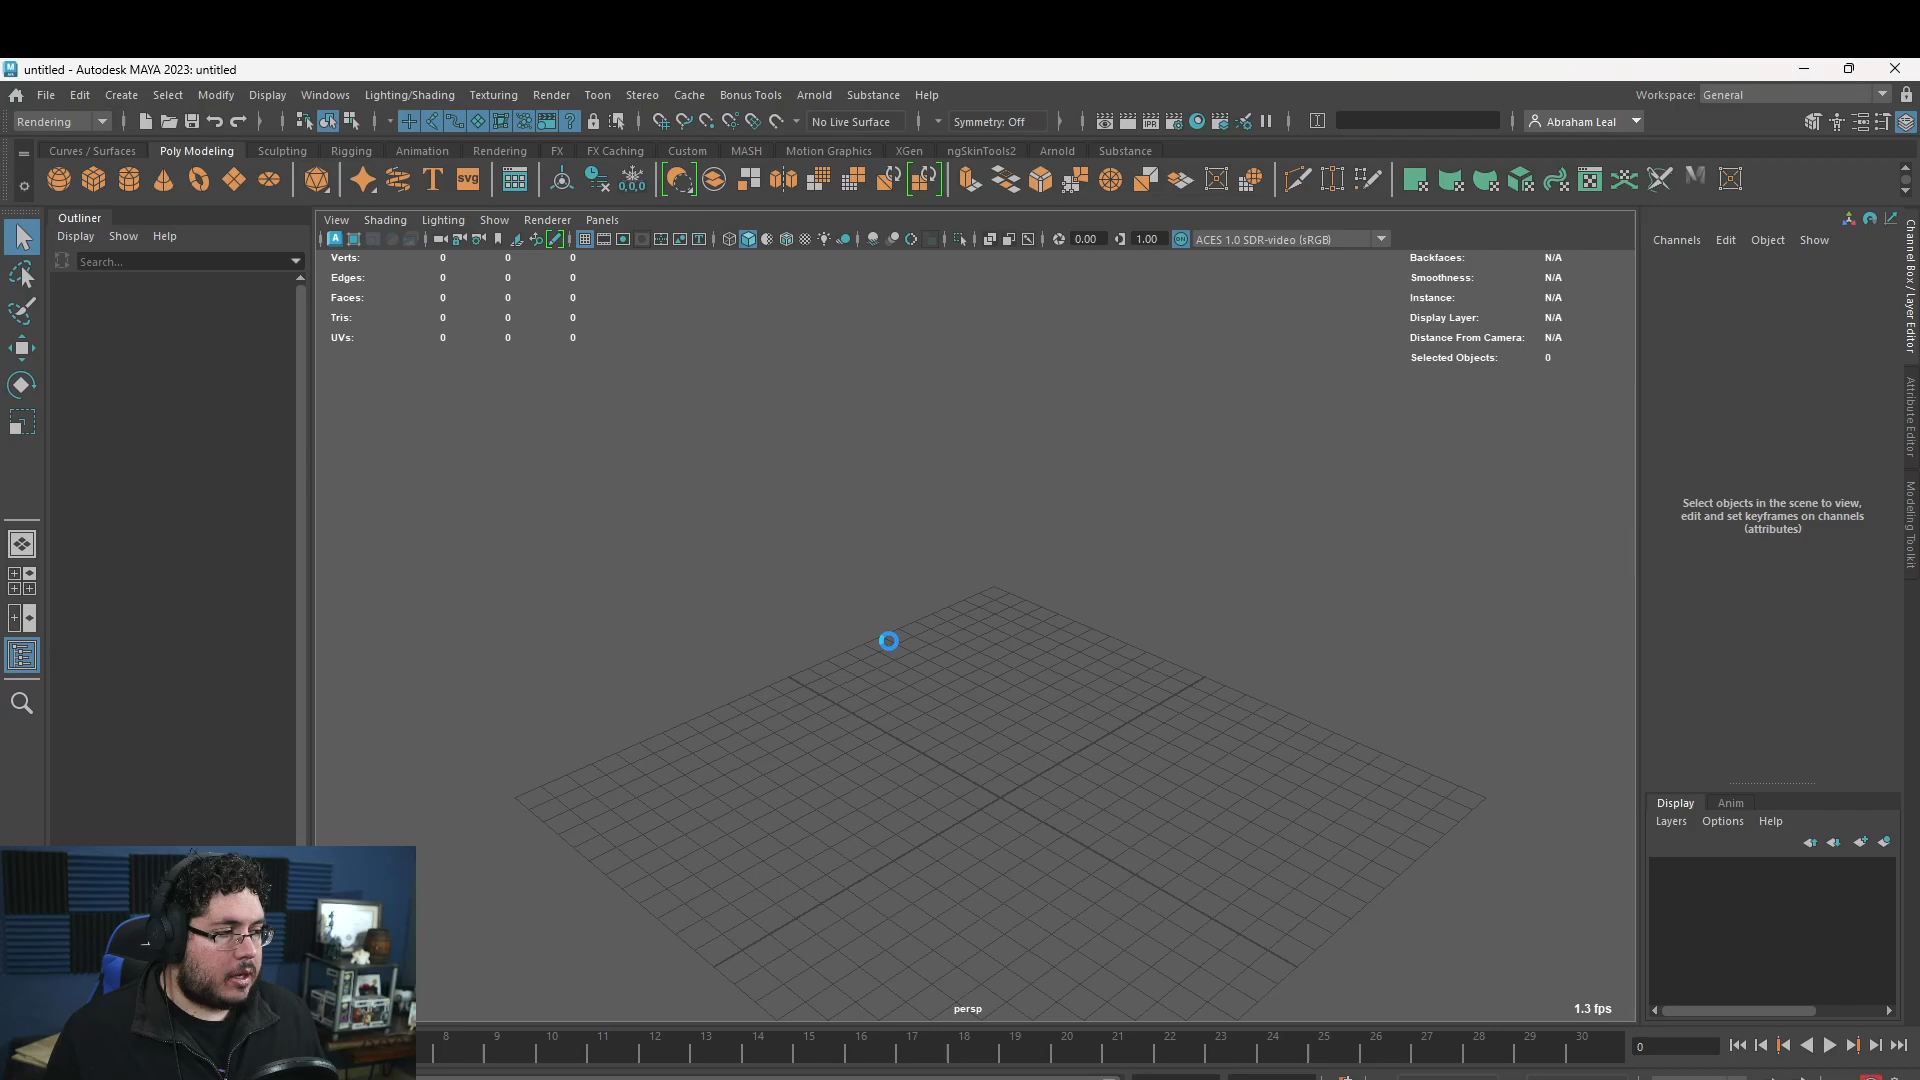 untitled - Autodesk MAYA 2023: untitled
File Edit Create Select Modify Display Windows Lighting/Shading Texturing Render Toon Stereo Cache Bonus Tools Arnold Substance Help
Workspace: General
Rendering
No Live Surface
Symmetry: Off
IPR
Abraham Leal
Curves / Surfaces Poly Modeling Sculpting Rigging Animation Rendering FX FX Caching Custom MASH Motion Graphics XGen ngSkinTools2 Arnold Substance
T SVG 0,0,0
Outliner
Display Show Help
Search...
View Shading Lighting Show Renderer Panels
0.00 1.00 ON ACES 1.0 SDR-video (sRGB)
Verts: 0 0 0
Edges: 0 0 0
Faces: 0 0 0
Tris: 0 0 0
UVs: 0 0 0
Backfaces: N/A
Smoothness: N/A
Instance: N/A
Display Layer: N/A
Distance From Camera: N/A
Selected Objects: 0
persp
1.3 fps
Channels Edit Object Show
Select objects in the scene to view,
edit and set keyframes on channels
(attributes)
Channel Box / Layer Editor
Attribute Editor
Modeling Toolkit
Display Anim
Layers Options Help
8 9 10 11 12 13 14 15 16 17 18 19 20 21 22 23 24 25 26 27 28 29 30
0